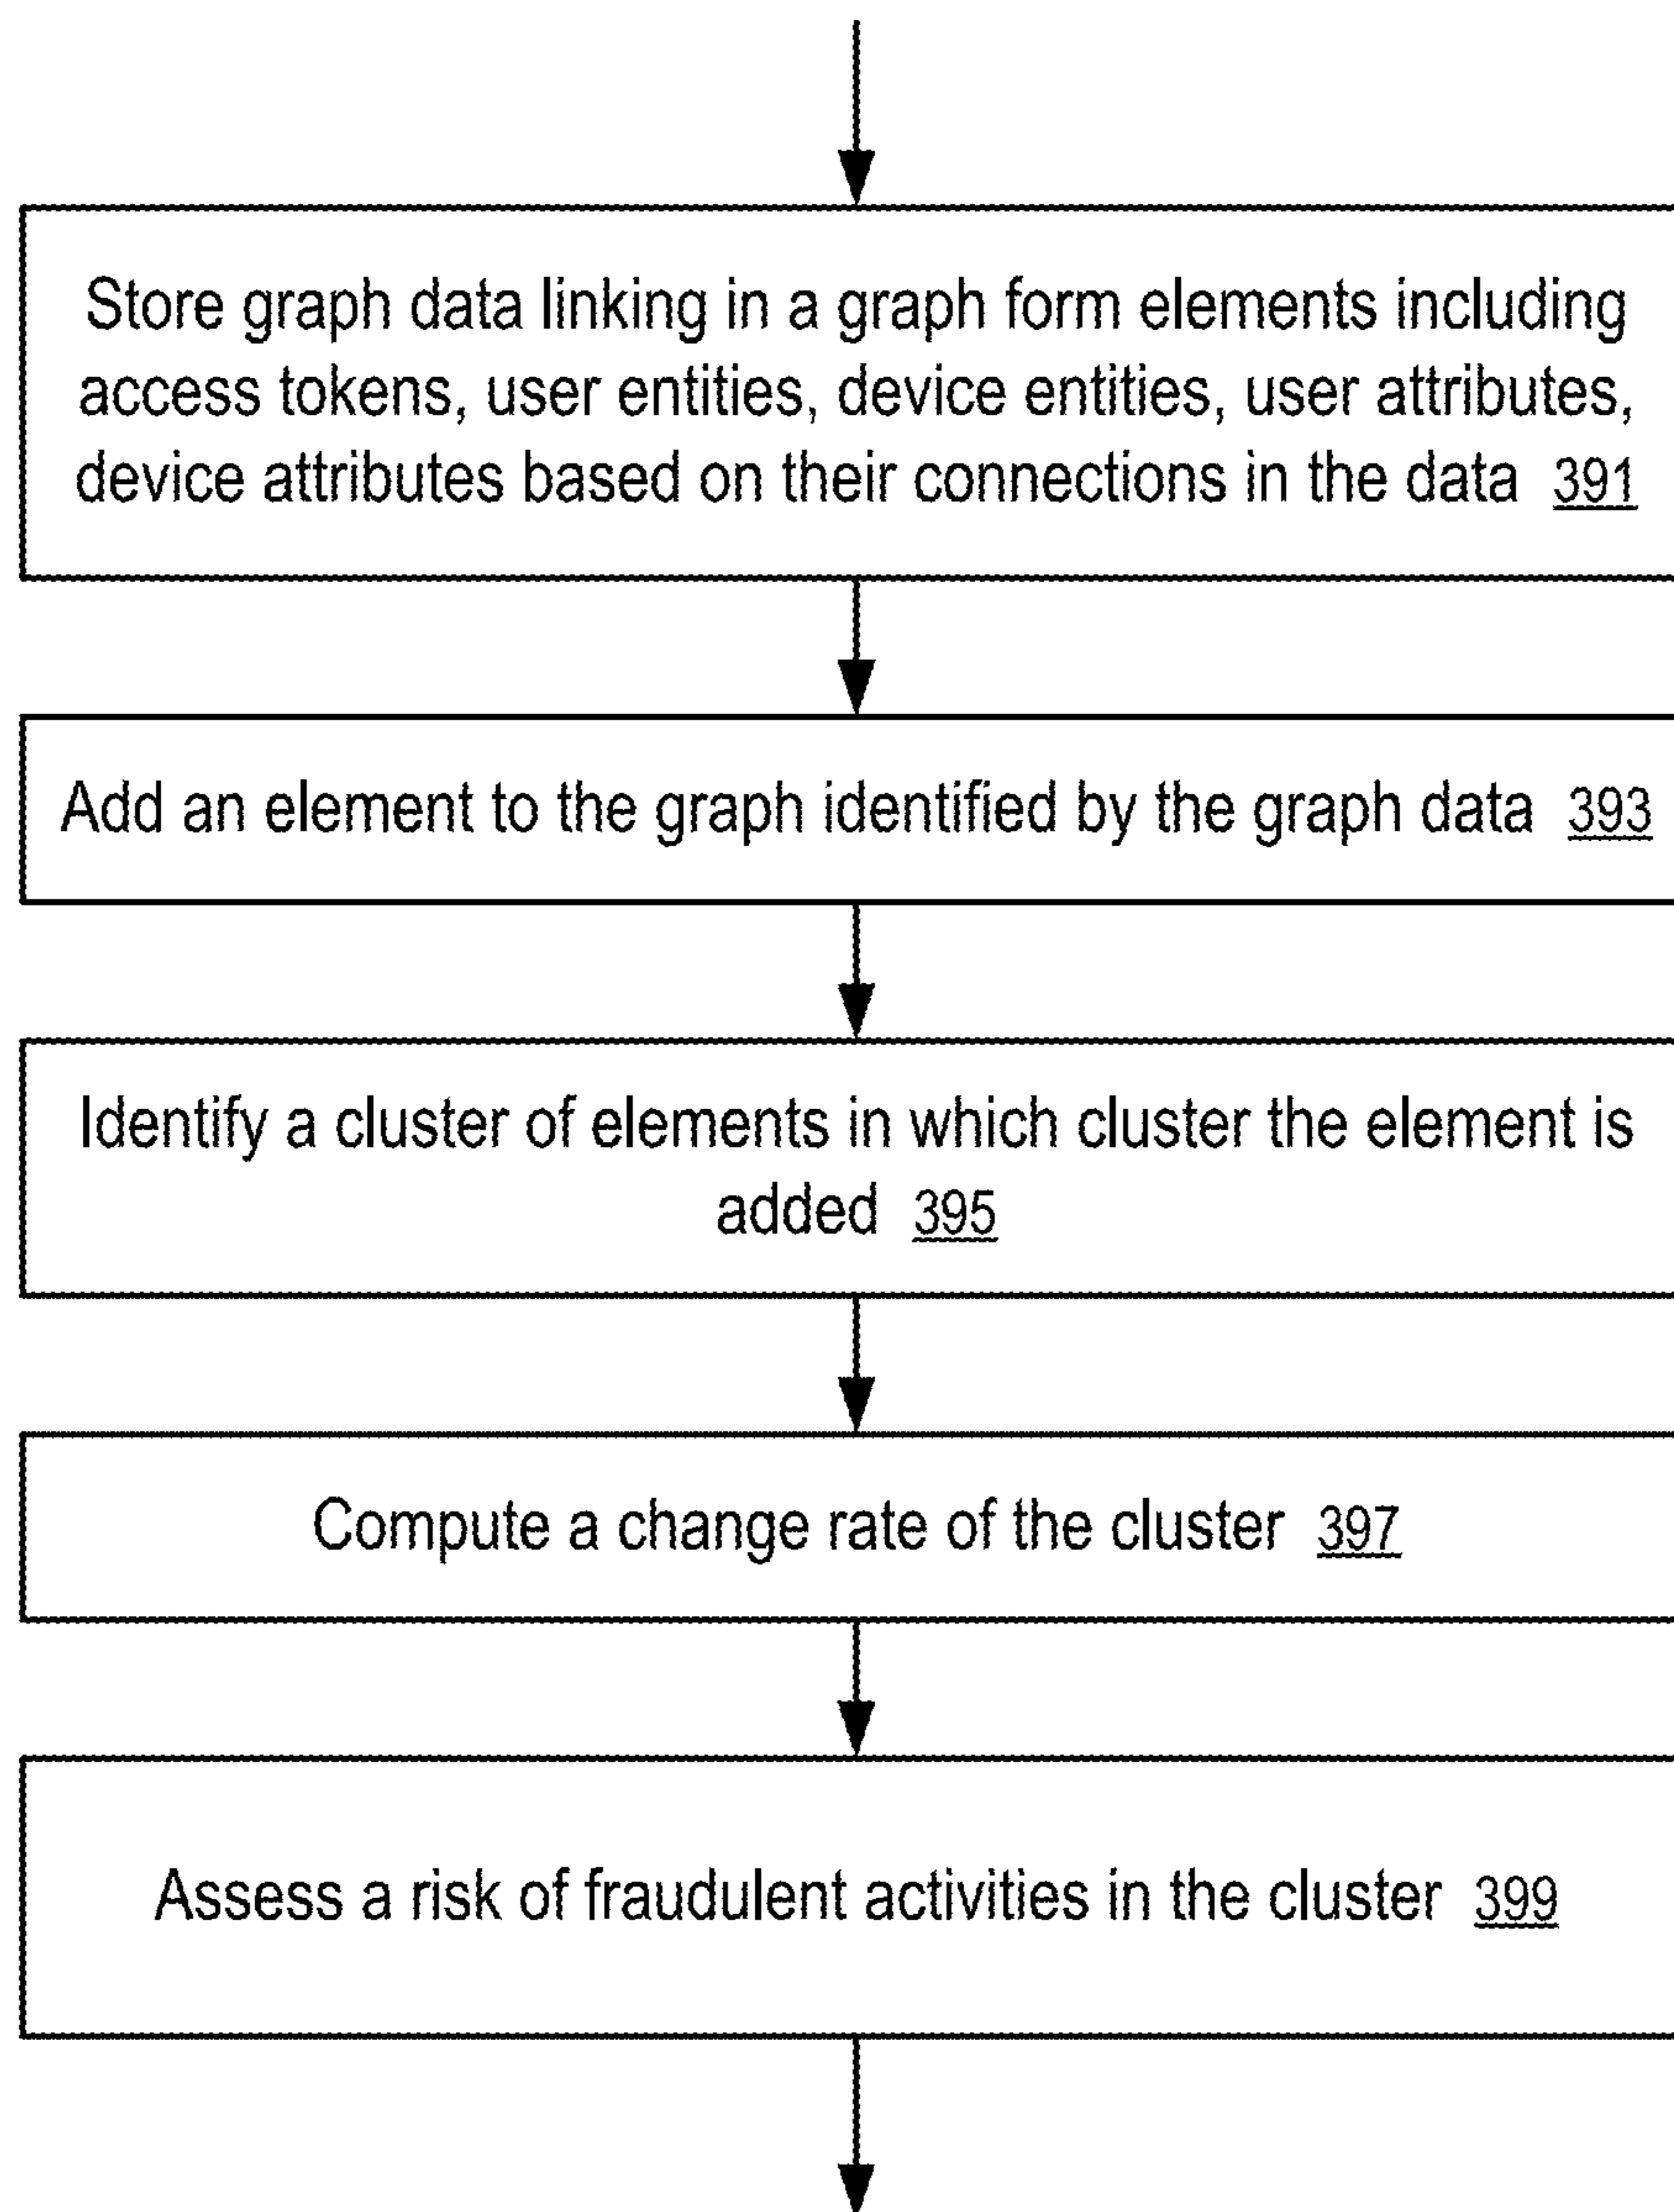 Store graph data linking in a graph form elements including
access tokens, user entities, device entities, user attributes,
device attributes based on their connections in the data 391
Add an element to the graph identified by the graph data 393
Identify a cluster of elements in which cluster the element is
added 395
Compute a change rate of the cluster 397
Assess a risk of fraudulent activities in the cluster 399